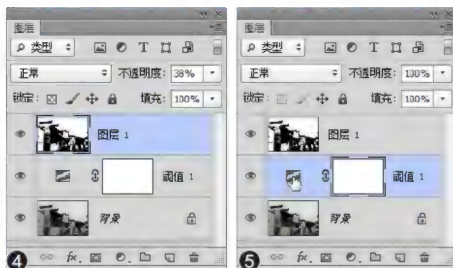 图层
类型
T
正常
不透明度: 38%
锁定:
填充: 100%
图层 1
阈值 1
背景
fx
4
图层
类型
T
正常
不透明度: 100%
锁定:
填充: 100%
图层 1
阈值 1
背景
fx
5